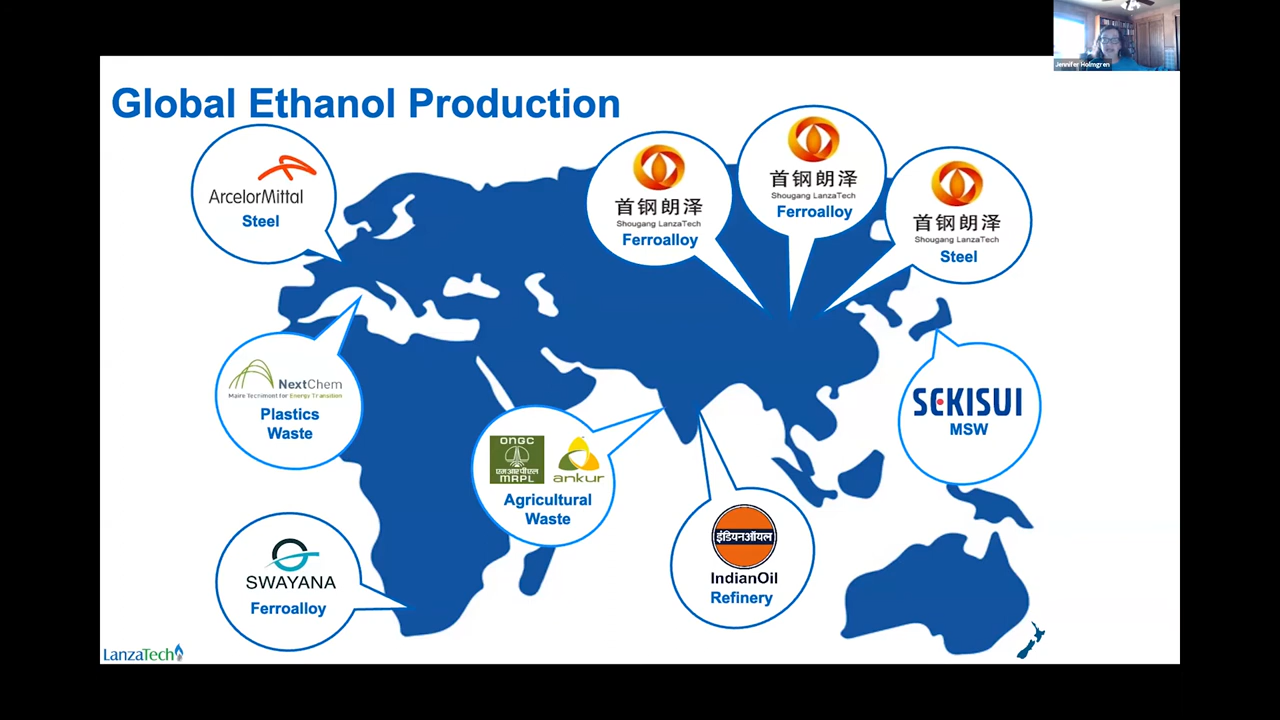 Jennifer Holmgren
Global Ethanol Production
ArcelorMittal
Steel
首钢朗泽
Shougang LanzaTech
Ferroalloy
首钢朗泽
Shougang LanzaTech
Ferroalloy
首钢朗泽
Shougang LanzaTech
Steel
NextChem
Maire Tecnimont for Energy Transition
Plastics
Waste
SEKISUI
MSW
ONGC
एमआरपीएल
MRPL
ankur
Agricultural
Waste
इंडियनऑयल
IndianOil
Refinery
SWAYANA
Ferroalloy
LanzaTech